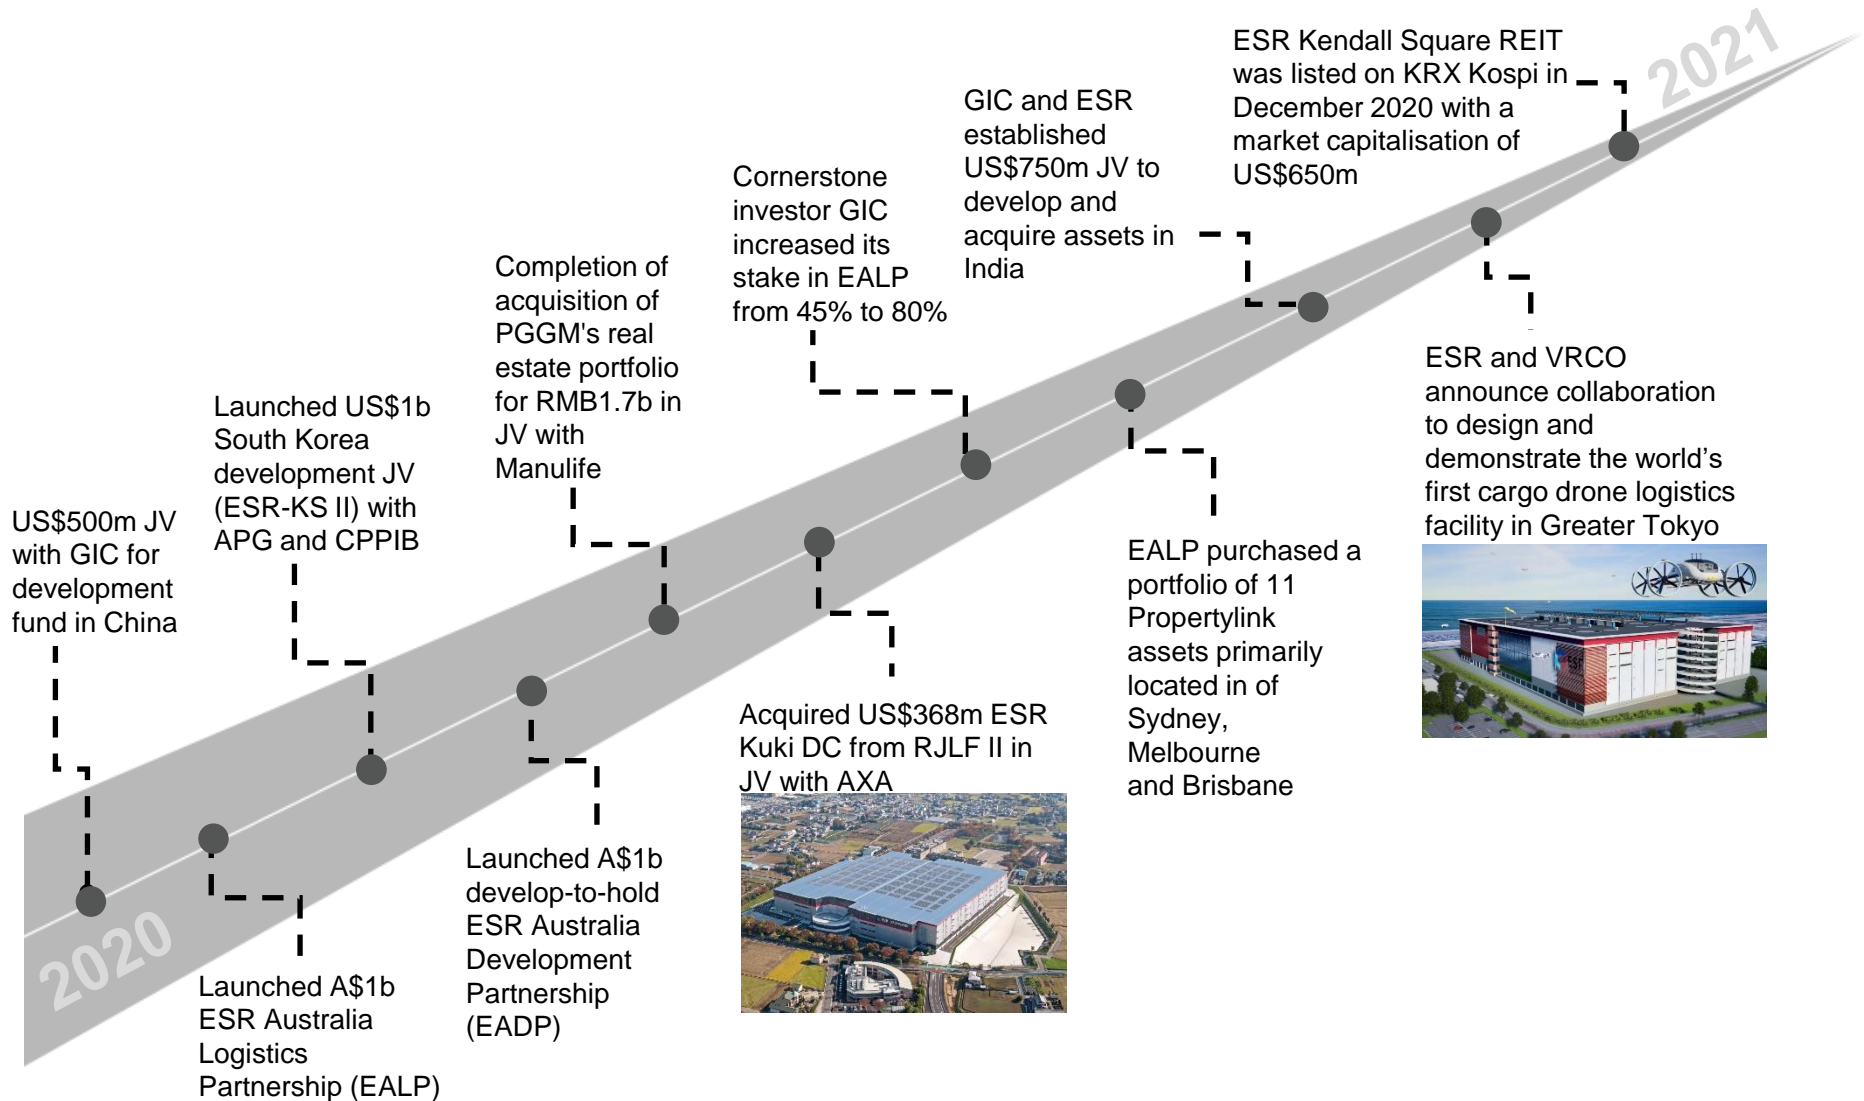 2020
US$500m JV
with GIC for
development
fund in China
Launched A$1b
ESR Australia
Logistics
Partnership (EALP)
Launched US$1b
South Korea
development JV
(ESR-KS II) with
APG and CPPIB
Launched A$1b
develop-to-hold
ESR Australia
Development
Partnership
(EADP)
Completion of
acquisition of
PGGM's real
estate portfolio
for RMB1.7b in
JV with
Manulife
Acquired US$368m ESR
Kuki DC from RJLF II in
JV with AXA
Cornerstone
investor GIC
increased its
stake in EALP
from 45% to 80%
EALP purchased a
portfolio of 11
Propertylink
assets primarily
located in of
Sydney,
Melbourne
and Brisbane
GIC and ESR
established
US$750m JV to
develop and
acquire assets in
India
ESR and VRCO
announce collaboration
to design and
demonstrate the world’s
first cargo drone logistics
facility in Greater Tokyo
ESR
ESR Kendall Square REIT
was listed on KRX Kospi in
December 2020 with a
market capitalisation of
US$650m
2021